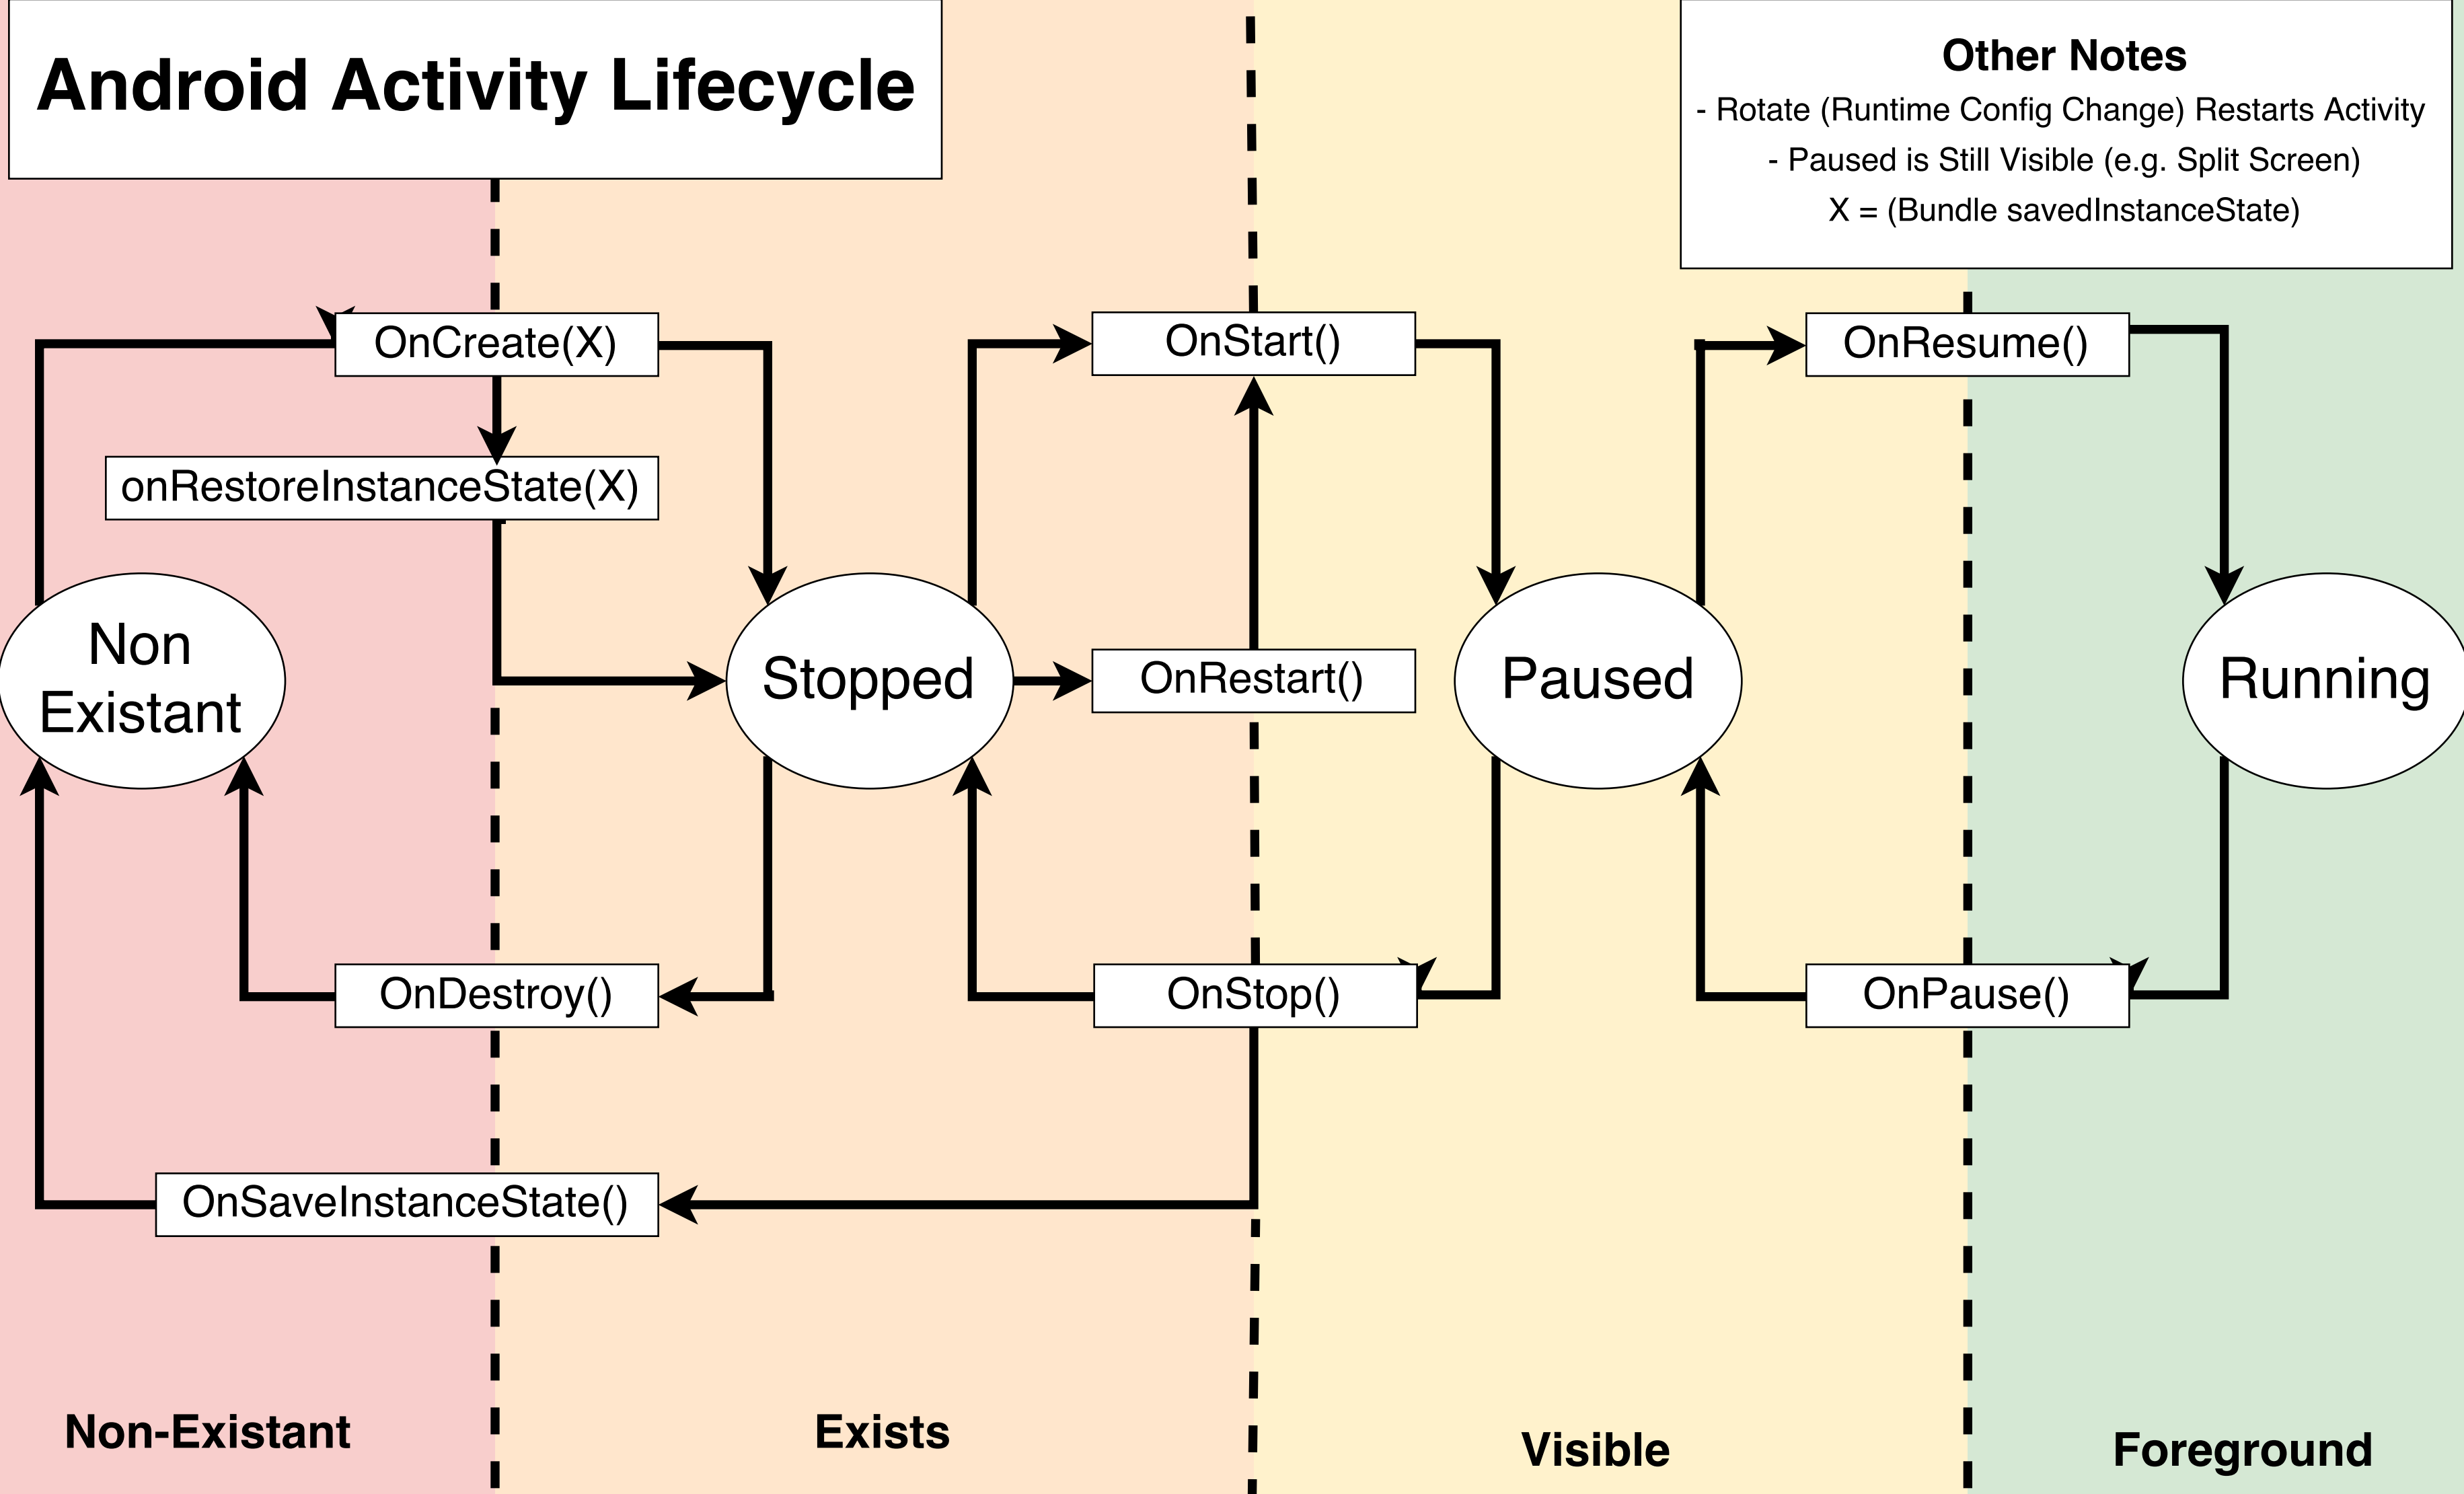 Android Activity Lifecycle
Other Notes
- Rotate (Runtime Config Change) Restarts Activity
- Paused is Still Visible (e.g. Split Screen)
X = (Bundle savedInstanceState)
OnCreate(X)
OnStart()
OnResume()
onRestoreInstanceState(X)
Non
Existant
Stopped
OnRestart()
Paused
Running
OnDestroy()
OnStop()
OnPause()
OnSaveInstanceState()
Non-Existant
Exists
Visible
Foreground